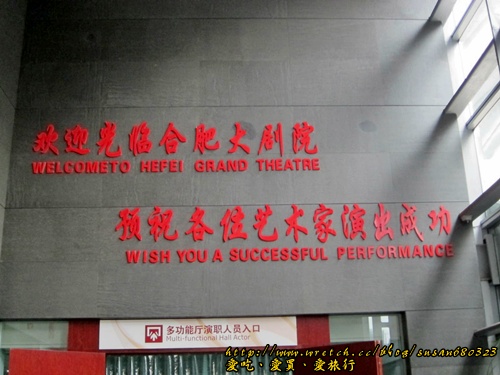 欢迎光临合肥大剧院
WELCOMETO HEFEI GRAND THEATRE
预祝各位艺术家演出成功
WISH YOU A SUCCESSFUL PERFORMANCE
多功能厅演职人员入口
Multi-functional Hall Actor
http://www.wretch.cc/blog/susan680323
愛吃、愛買、愛旅行